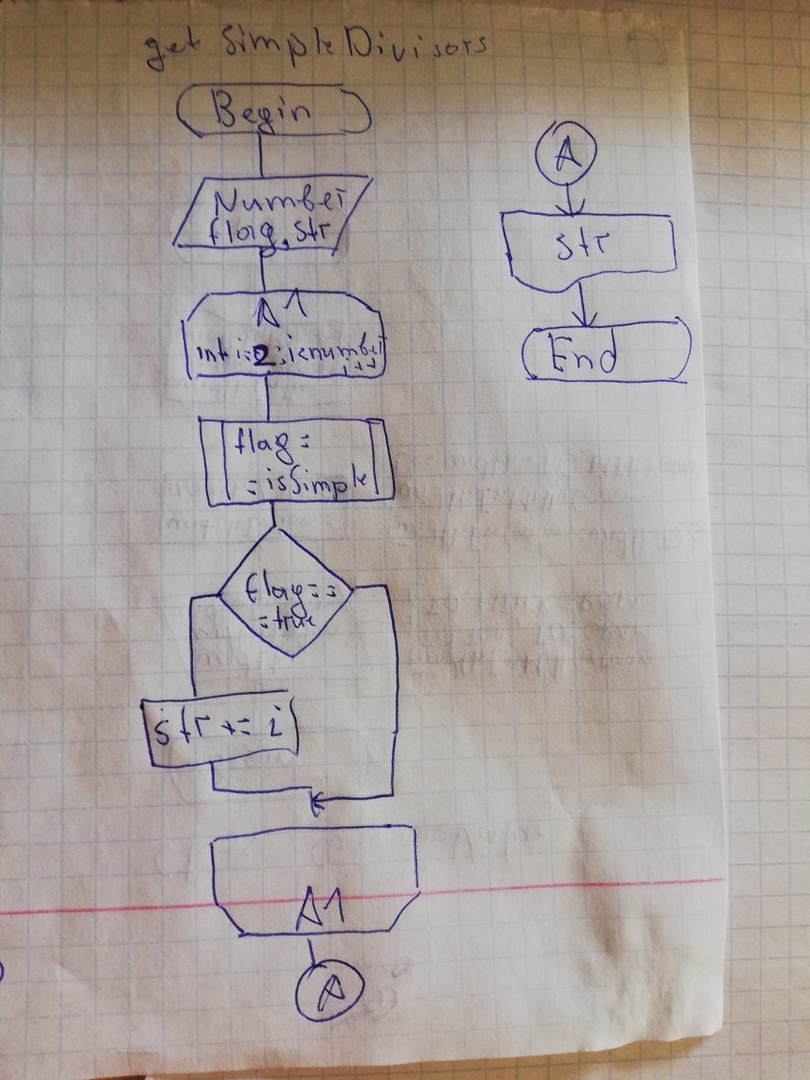 get SimpleDivisors
Begin
Number
flag, str
A1
int i=2; i<number
i++
flag =
= isSimple
flag ==
= true
str += i
A1
A
A
str
End